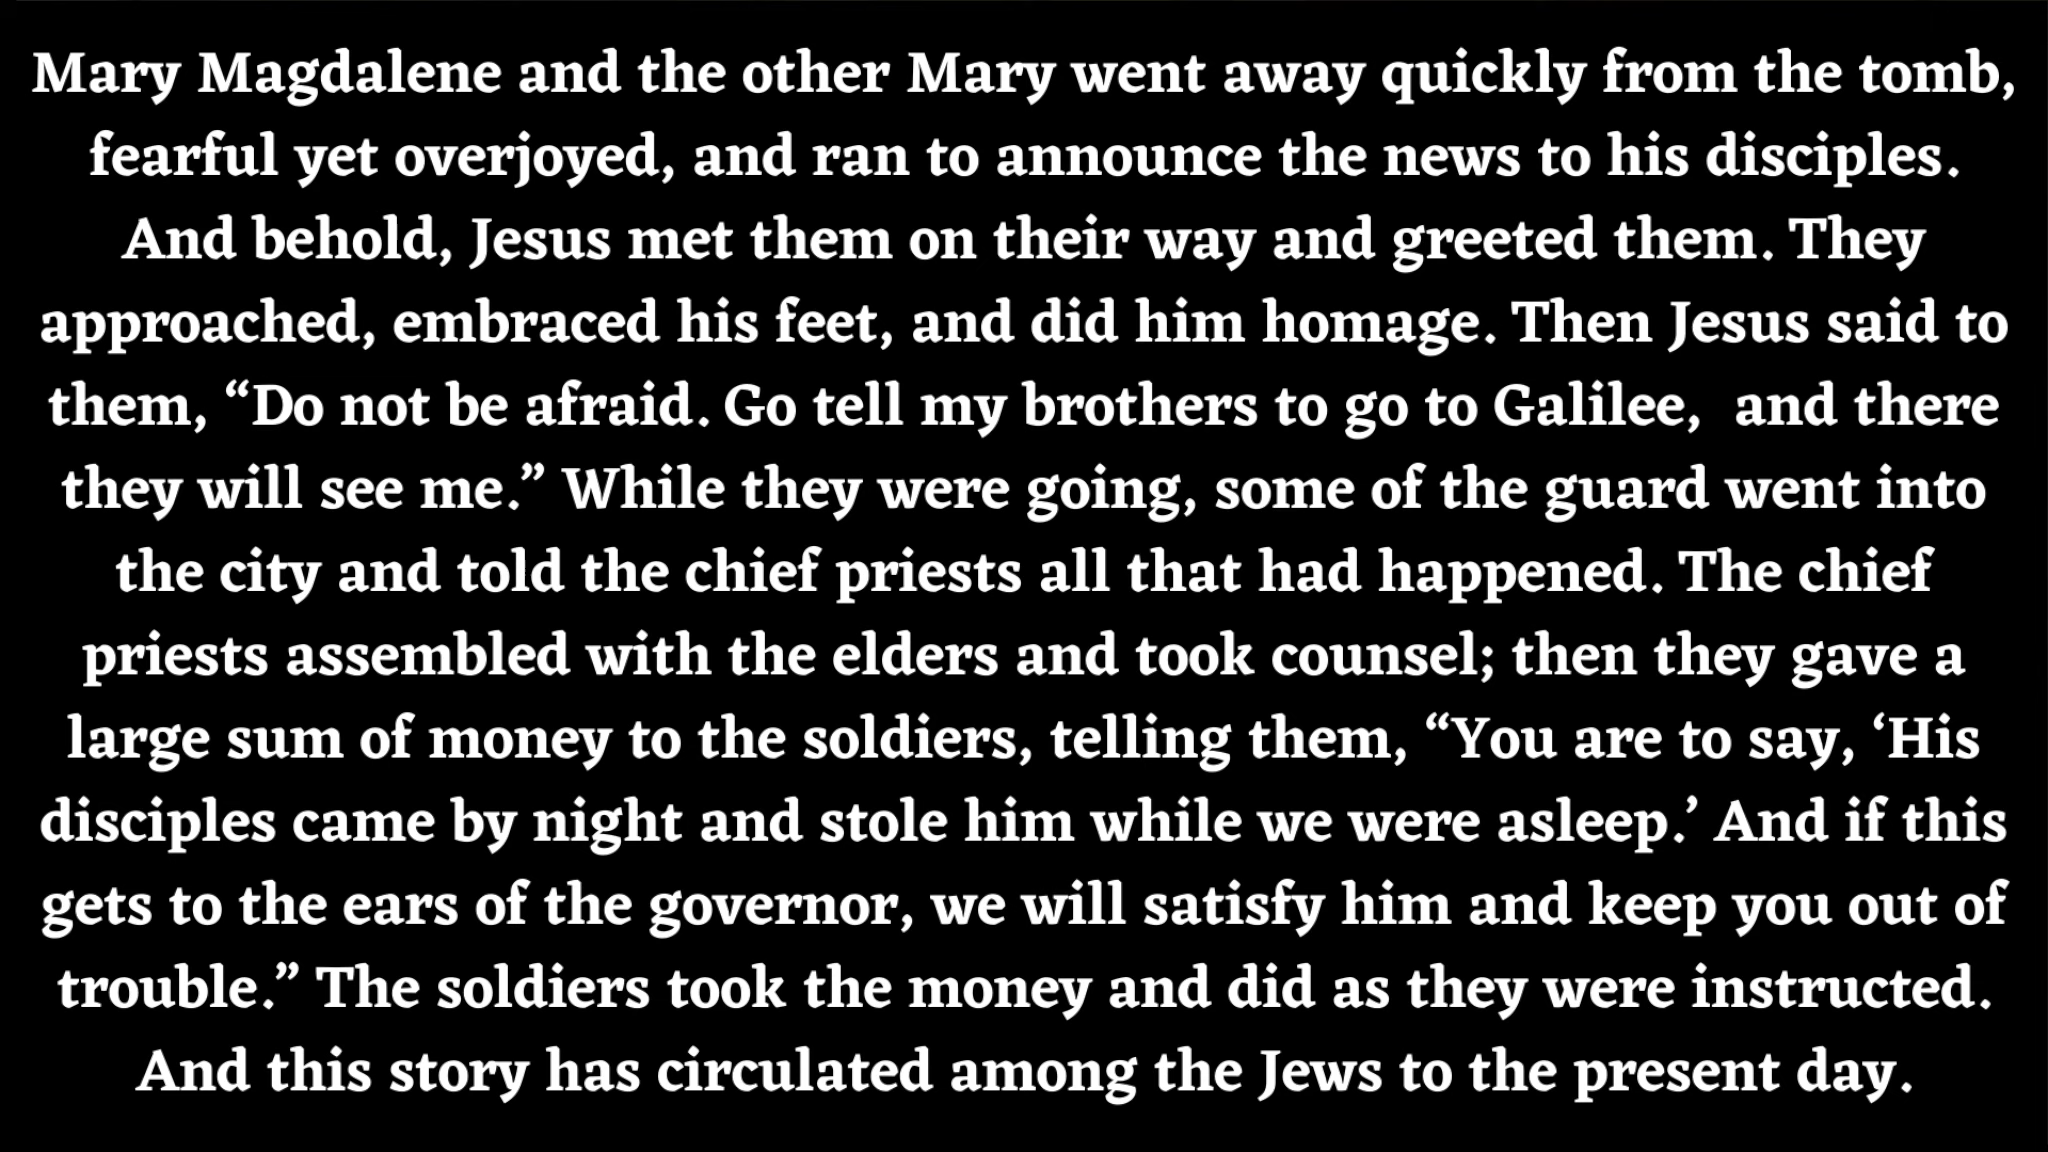 Mary Magdalene and the other Mary went away quickly from the tomb,
fearful yet overjoyed, and ran to announce the news to his disciples.
And behold, Jesus met them on their way and greeted them. They
approached, embraced his feet, and did him homage. Then Jesus said to
them, “Do not be afraid. Go tell my brothers to go to Galilee,  and there
they will see me.” While they were going, some of the guard went into
the city and told the chief priests all that had happened. The chief
priests assembled with the elders and took counsel; then they gave a
large sum of money to the soldiers, telling them, “You are to say, ‘His
disciples came by night and stole him while we were asleep.’ And if this
gets to the ears of the governor, we will satisfy him and keep you out of
trouble.” The soldiers took the money and did as they were instructed.
And this story has circulated among the Jews to the present day.